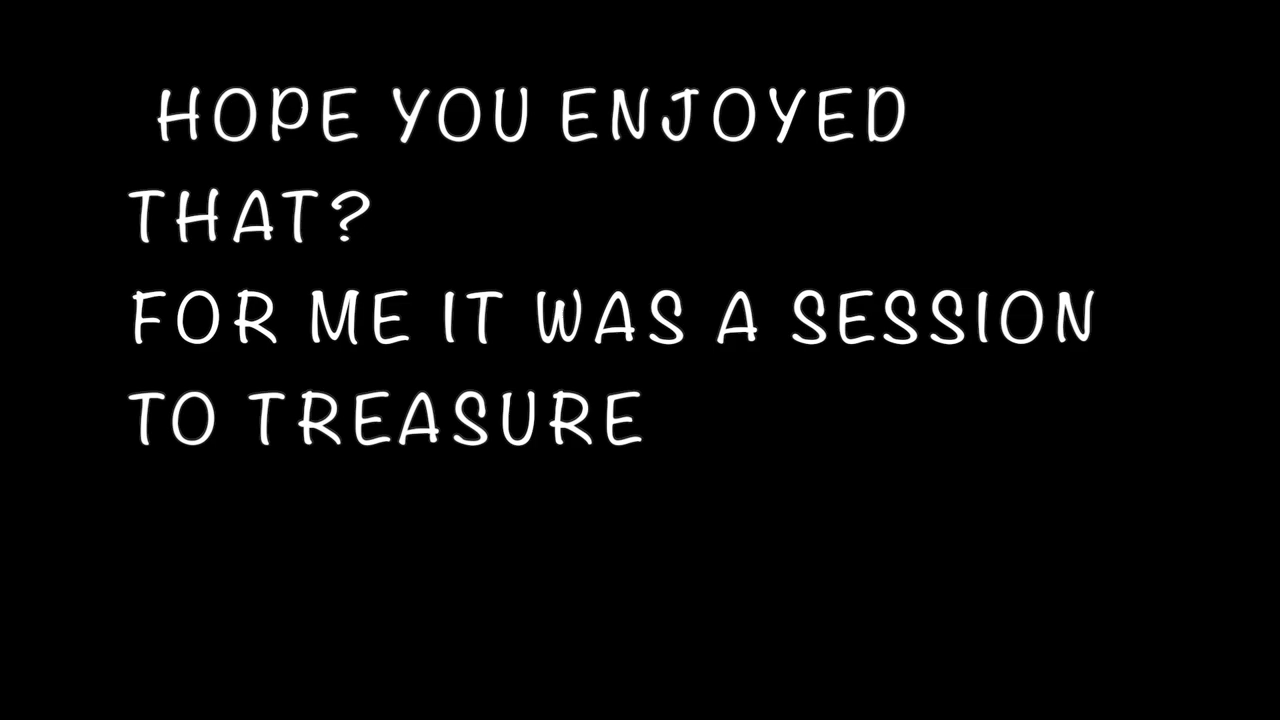 HOPE YOU ENJOYED
THAT?
FOR ME IT WAS A SESSION
TO TREASURE